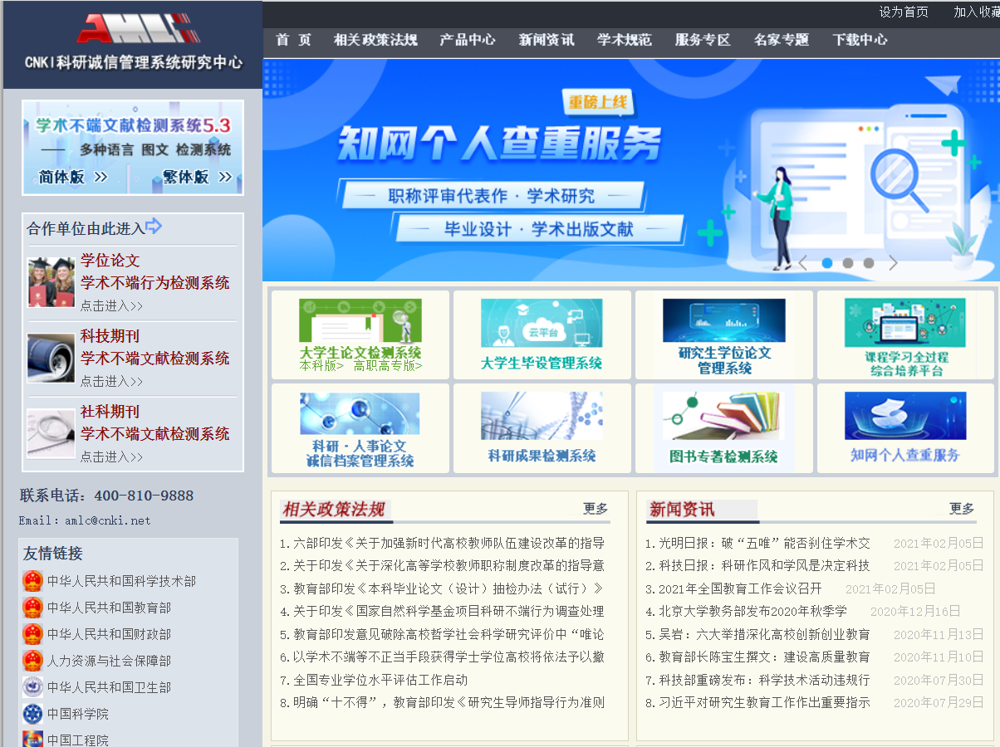 AMLC
CNKI科研诚信管理系统研究中心
设为首页 加入收藏
首 页 相关政策法规 产品中心 新闻资讯 学术规范 服务专区 名家专题 下载中心
学术不端文献检测系统5.3
多种语言 图文 检测系统
简体版 >> 繁体版 >>
合作单位由此进入
学位论文
学术不端行为检测系统
点击进入>>
科技期刊
学术不端文献检测系统
点击进入>>
社科期刊
学术不端文献检测系统
点击进入>>
联系电话：400-810-9888
Email：amlc@cnki.net
友情链接
中华人民共和国科学技术部
中华人民共和国教育部
中华人民共和国财政部
人力资源与社会保障部
中华人民共和国卫生部
中国科学院
中国工程院
重磅上线
知网个人查重服务
职称评审代表作 · 学术研究
毕业设计 · 学术出版文献
大学生论文检测系统
本科版> 高职高专版>
云平台
大学生毕设管理系统
研究生学位论文
管理系统
课程学习全过程
综合培养平台
科研·人事论文
诚信档案管理系统
科研成果检测系统
图书专著检测系统
知网个人查重服务
相关政策法规 更多
1.六部印发《关于加强新时代高校教师队伍建设改革的指导
2.关于印发《关于深化高等学校教师职称制度改革的指导意
3.教育部印发《本科毕业论文（设计）抽检办法（试行）》
4.关于印发《国家自然科学基金项目科研不端行为调查处理
5.教育部印发意见破除高校哲学社会科学研究评价中“唯论
6.以学术不端等不正当手段获得学士学位高校将依法予以撤
7.全国专业学位水平评估工作启动
8.明确“十不得”，教育部印发《研究生导师指导行为准则
新闻资讯 更多
1.光明日报：破“五唯”能否刹住学术交 2021年02月05日
2.科技日报：科研作风和学风是决定科技 2021年02月05日
3.2021年全国教育工作会议召开 2021年02月05日
4.北京大学教务部发布2020年秋季学 2020年12月16日
5.吴岩：六大举措深化高校创新创业教育 2020年11月13日
6.教育部长陈宝生撰文：建设高质量教育 2020年11月10日
7.科技部重磅发布：科学技术活动违规行 2020年07月30日
8.习近平对研究生教育工作作出重要指示 2020年07月29日